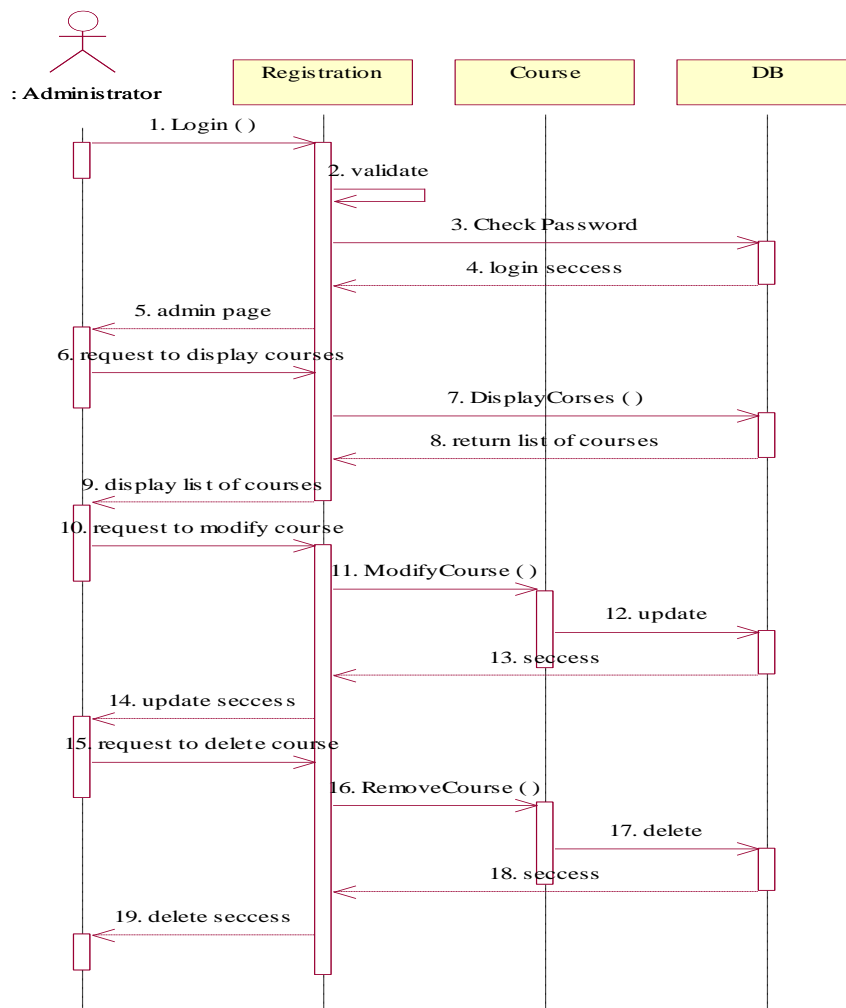 : Administrator
Registration
Course
DB
1. Login ( )
2. validate
3. Check Password
4. login seccess
5. admin page
6. request to display courses
7. DisplayCorses ( )
8. return list of courses
9. display list of courses
10. request to modify course
11. ModifyCourse ( )
12. update
13. seccess
14. update seccess
15. request to delete course
16. RemoveCourse ( )
17. delete
18. seccess
19. delete seccess